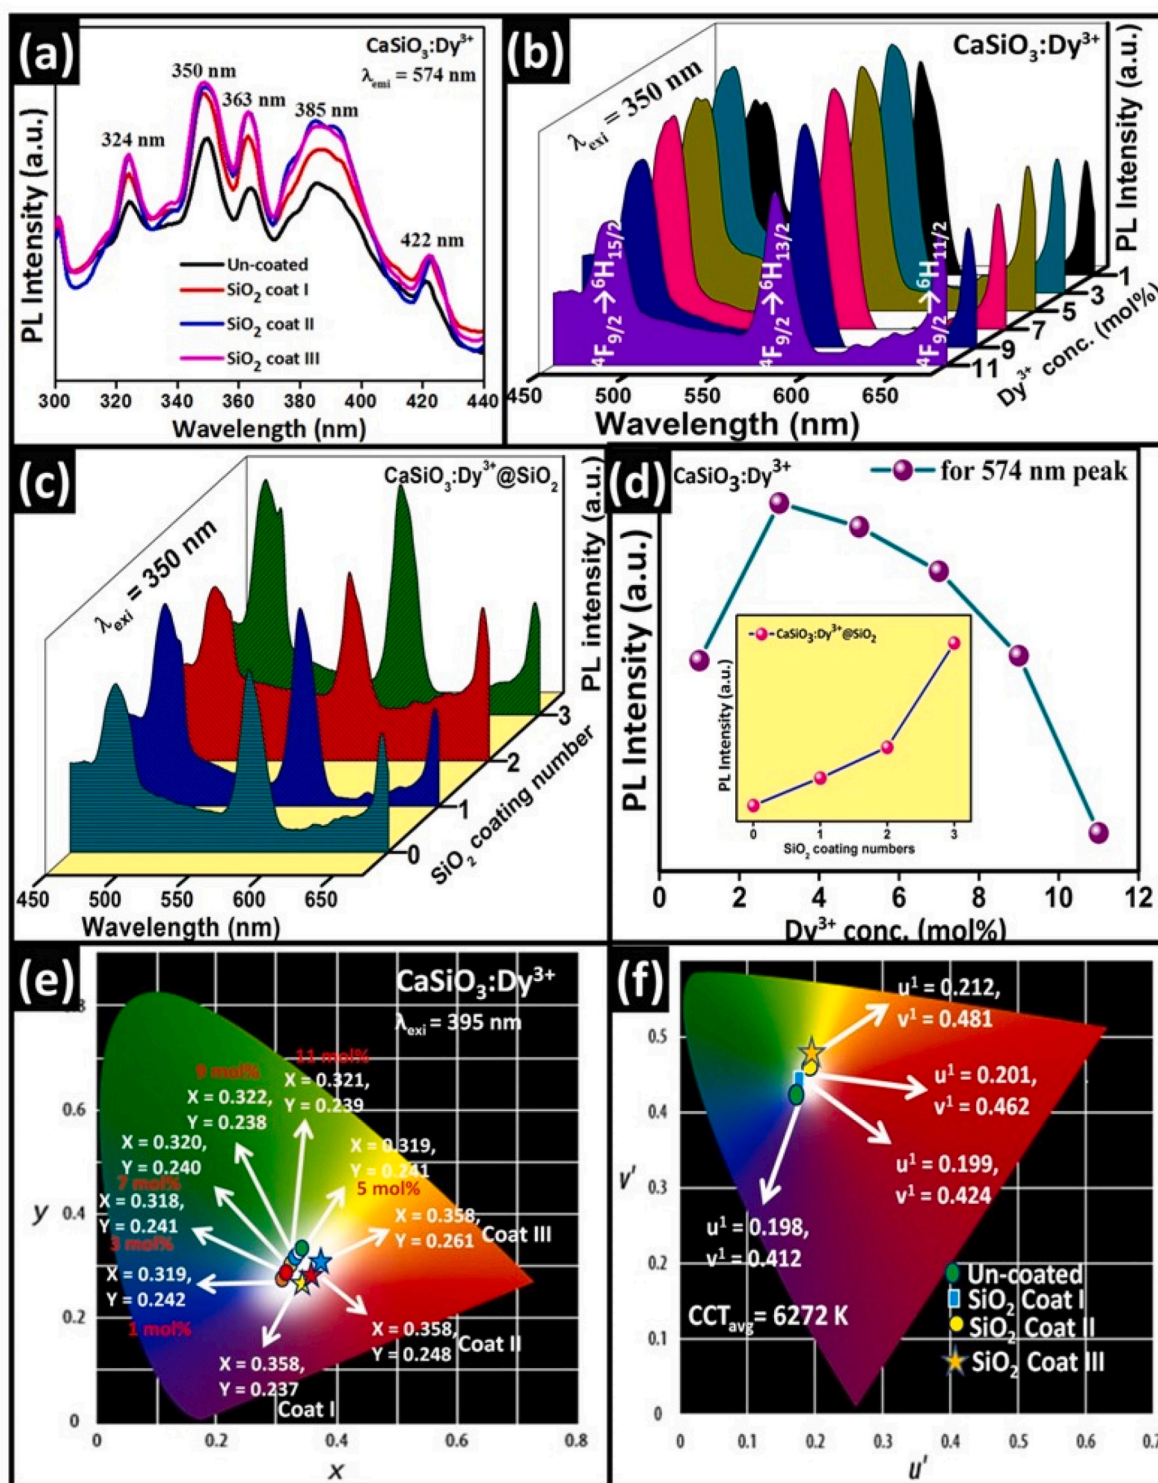 (a)
CaSiO₃:Dy³⁺
λemi = 574 nm
350 nm
363 nm
385 nm
324 nm
422 nm
Un-coated
SiO₂ coat I
SiO₂ coat II
SiO₂ coat III
PL Intensity (a.u.)
300 320 340 360 380 400 420 440
Wavelength (nm)
(b)
CaSiO₃:Dy³⁺
λexi = 350 nm
⁴F9/2→⁶H15/2
⁴F9/2→⁶H13/2
⁴F9/2→⁶H11/2
PL Intensity (a.u.)
1
3
5
7
9
11
Dy³⁺ conc. (mol%)
450 500 550 600 650
Wavelength (nm)
(c)
CaSiO₃:Dy³⁺@SiO₂
λexi = 350 nm
PL intensity (a.u.)
3
2
1
0
SiO₂ coating number
450 500 550 600 650
Wavelength (nm)
(d)
CaSiO₃:Dy³⁺
for 574 nm peak
PL Intensity (a.u.)
CaSiO₃:Dy³⁺@SiO₂
PL Intensity (a.u.)
0 1 2 3
SiO₂ coating numbers
0 2 4 6 8 10 12
Dy³⁺ conc. (mol%)
(e)
CaSiO₃:Dy³⁺
λexi = 395 nm
11 mol%
X = 0.321,
Y = 0.239
9 mol%
X = 0.322,
Y = 0.238
X = 0.320,
Y = 0.240
7 mol%
X = 0.319,
Y = 0.241
5 mol%
X = 0.318,
Y = 0.241
3 mol%
X = 0.358,
Y = 0.261
Coat III
X = 0.319,
Y = 0.242
1 mol%
X = 0.358,
Y = 0.248
Coat II
X = 0.358,
Y = 0.237
Coat I
0.6
0.4
0.2
0
y
0 0.2 0.4 0.6 0.8
x
(f)
u¹ = 0.212,
v¹ = 0.481
u¹ = 0.201,
v¹ = 0.462
u¹ = 0.199,
v¹ = 0.424
u¹ = 0.198,
v¹ = 0.412
Un-coated
SiO₂ Coat I
SiO₂ Coat II
SiO₂ Coat III
CCTavg= 6272 K
0.5
0.4
0.3
0.2
0.1
0
v'
0 0.1 0.2 0.3 0.4 0.5 0.6 0.7
u'